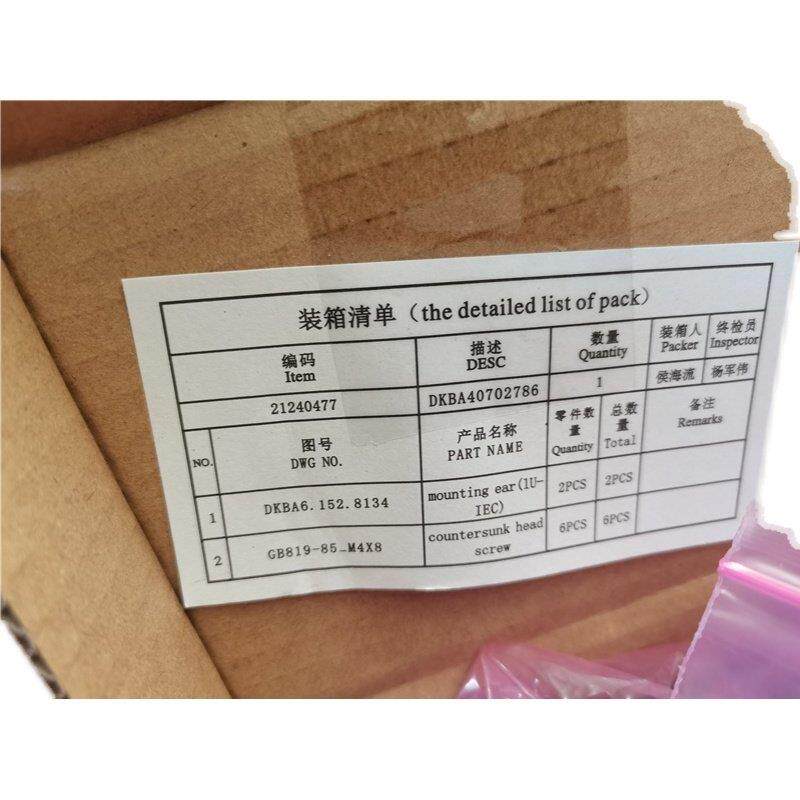 装箱清单（the detailed list of pack）
编码 描述 数量 装箱人 终检员
Item DESC Quantity Packer Inspector
21240477 DKBA40702786 1 侯海流 杨军伟
NO. 图号 产品名称 零件数量 总数量 备注
DWG NO. PART NAME Quantity Total Remarks
1 DKBA6.152.8134 mounting ear(1U-IEC) 2PCS 2PCS
2 GB819-85_M4X8 countersunk head screw 6PCS 6PCS